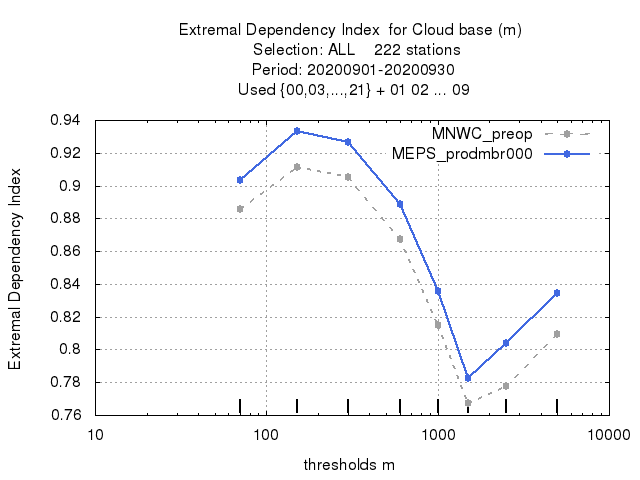 Extremal Dependency Index  for Cloud base (m)
Selection: ALL    222 stations
Period: 20200901-20200930
Used {00,03,...,21} + 01 02 ... 09
MNWC_preop
MEPS_prodmbr000
Extremal Dependency Index
0.94
0.92
0.9
0.88
0.86
0.84
0.82
0.8
0.78
0.76
10 100 1000 10000
thresholds m